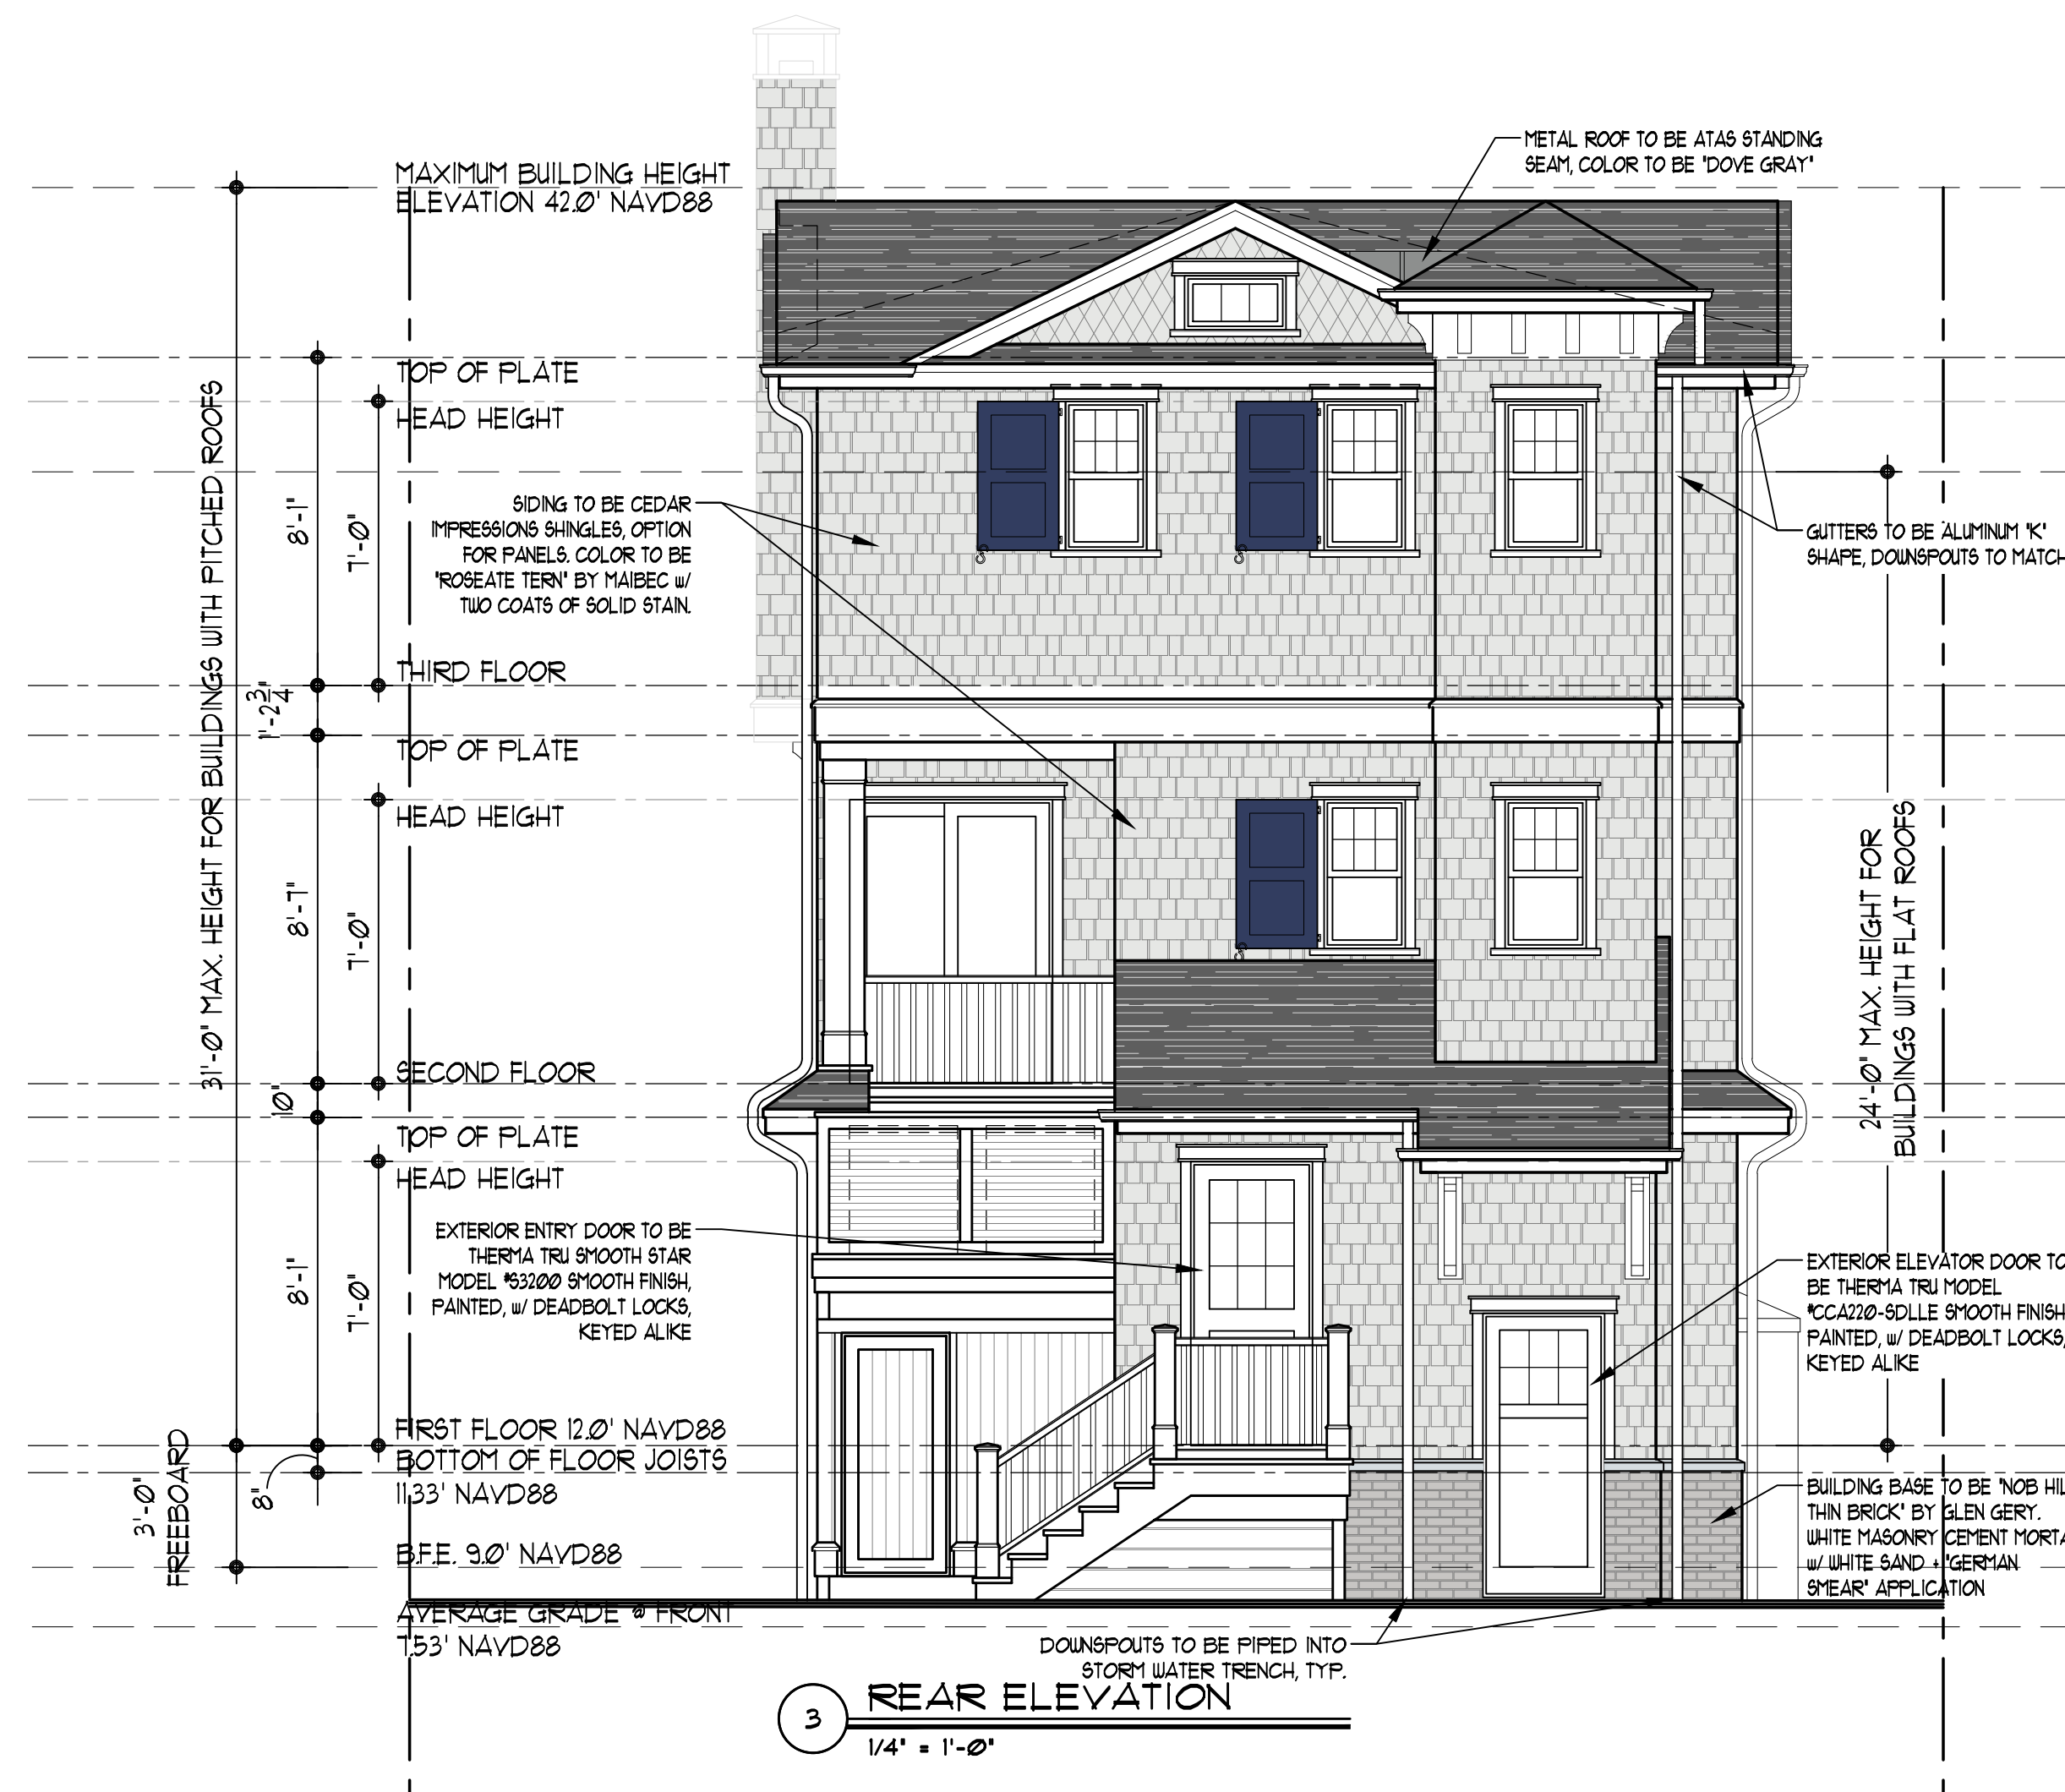 METAL ROOF TO BE ATAS STANDING
SEAM, COLOR TO BE "DOVE GRAY"
MAXIMUM BUILDING HEIGHT
ELEVATION 42.0' NAVD88
TOP OF PLATE
HEAD HEIGHT
31'-0" MAX. HEIGHT FOR BUILDINGS WITH PITCHED ROOFS
8'-1"
7'-0"
SIDING TO BE CEDAR
IMPRESSIONS SHINGLES, OPTION
FOR PANELS. COLOR TO BE
"ROSEATE TERN" BY MAIBEC w/
TWO COATS OF SOLID STAIN.
GUTTERS TO BE ALUMINUM "K"
SHAPE, DOWNSPOUTS TO MATCH
THIRD FLOOR
1'-2 3/4"
TOP OF PLATE
HEAD HEIGHT
8'-7"
7'-0"
24'-0" MAX. HEIGHT FOR
BUILDINGS WITH FLAT ROOFS
SECOND FLOOR
10"
TOP OF PLATE
HEAD HEIGHT
8'-1"
7'-0"
EXTERIOR ENTRY DOOR TO BE
THERMA TRU SMOOTH STAR
MODEL #S3200 SMOOTH FINISH,
PAINTED, w/ DEADBOLT LOCKS,
KEYED ALIKE
EXTERIOR ELEVATOR DOOR TO
BE THERMA TRU MODEL
#CCA220-SDLLE SMOOTH FINISH
PAINTED, w/ DEADBOLT LOCKS,
KEYED ALIKE
FIRST FLOOR 12.0' NAVD88
BOTTOM OF FLOOR JOISTS
11.33' NAVD88
8"
3'-0"
FREEBOARD
B.F.E. 9.0' NAVD88
BUILDING BASE TO BE "NOB HIL
THIN BRICK" BY GLEN GERY.
WHITE MASONRY CEMENT MORTA
w/ WHITE SAND + "GERMAN
SMEAR" APPLICATION
AVERAGE GRADE @ FRONT
7.53' NAVD88
DOWNSPOUTS TO BE PIPED INTO
STORM WATER TRENCH, TYP.
3
REAR ELEVATION
1/4" = 1'-0"